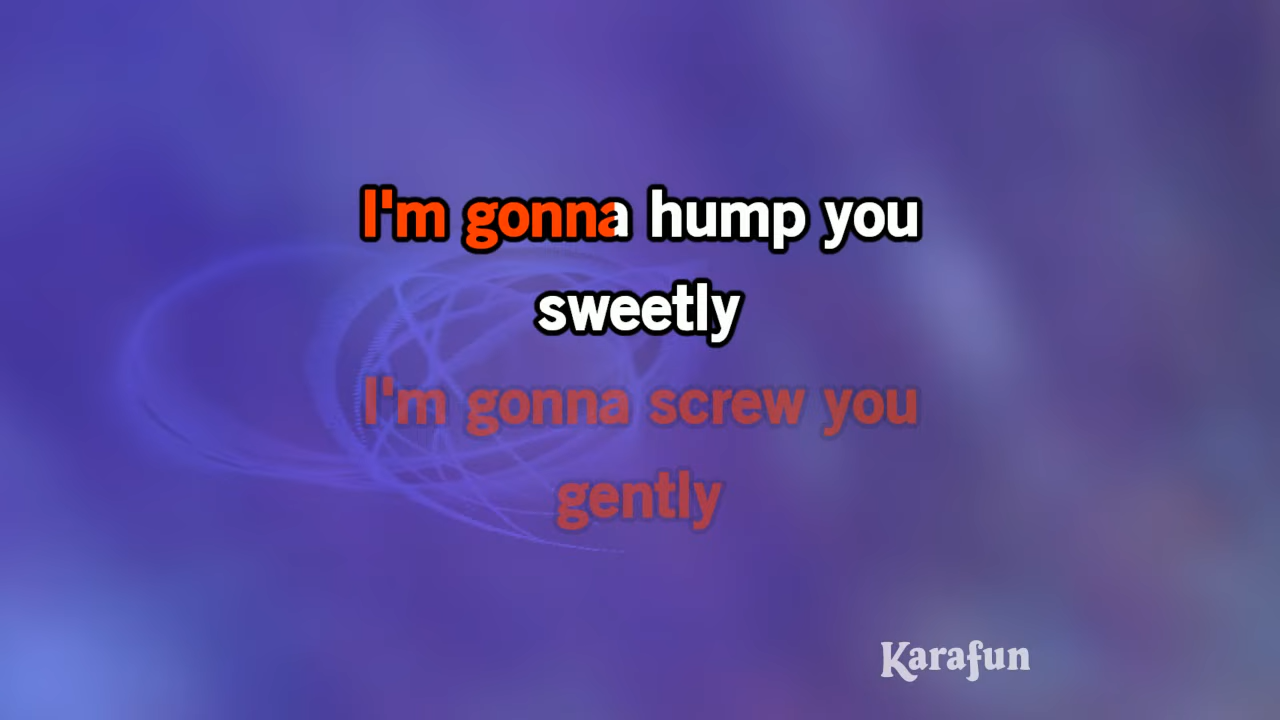 I'm gonna hump you
sweetly
I'm gonna screw you
gently
Karafun